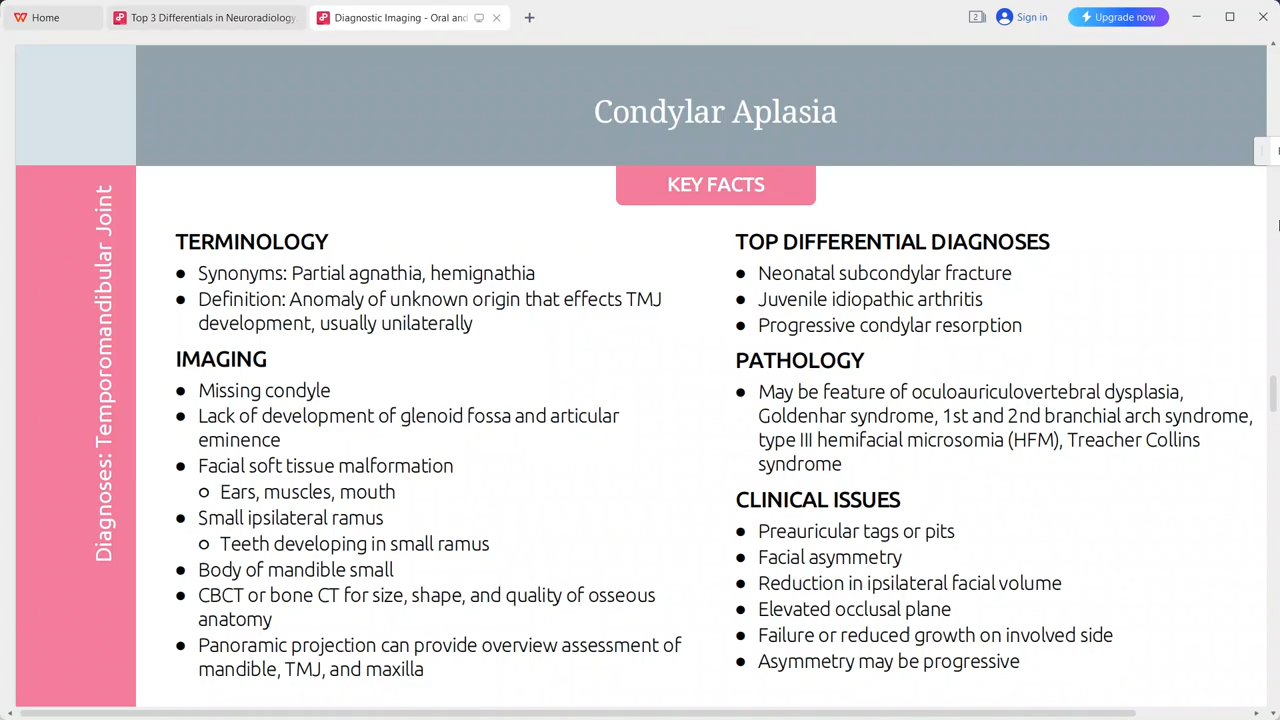 Home
Top 3 Differentials in Neuroradiology
Diagnostic Imaging - Oral and
2
Sign in
Upgrade now
Condylar Aplasia
KEY FACTS
Diagnoses: Temporomandibular Joint
TERMINOLOGY
● Synonyms: Partial agnathia, hemignathia
● Definition: Anomaly of unknown origin that effects TMJ
development, usually unilaterally
IMAGING
● Missing condyle
● Lack of development of glenoid fossa and articular
eminence
● Facial soft tissue malformation
○ Ears, muscles, mouth
● Small ipsilateral ramus
○ Teeth developing in small ramus
● Body of mandible small
● CBCT or bone CT for size, shape, and quality of osseous
anatomy
● Panoramic projection can provide overview assessment of
mandible, TMJ, and maxilla
TOP DIFFERENTIAL DIAGNOSES
● Neonatal subcondylar fracture
● Juvenile idiopathic arthritis
● Progressive condylar resorption
PATHOLOGY
● May be feature of oculoauriculovertebral dysplasia,
Goldenhar syndrome, 1st and 2nd branchial arch syndrome,
type III hemifacial microsomia (HFM), Treacher Collins
syndrome
CLINICAL ISSUES
● Preauricular tags or pits
● Facial asymmetry
● Reduction in ipsilateral facial volume
● Elevated occlusal plane
● Failure or reduced growth on involved side
● Asymmetry may be progressive